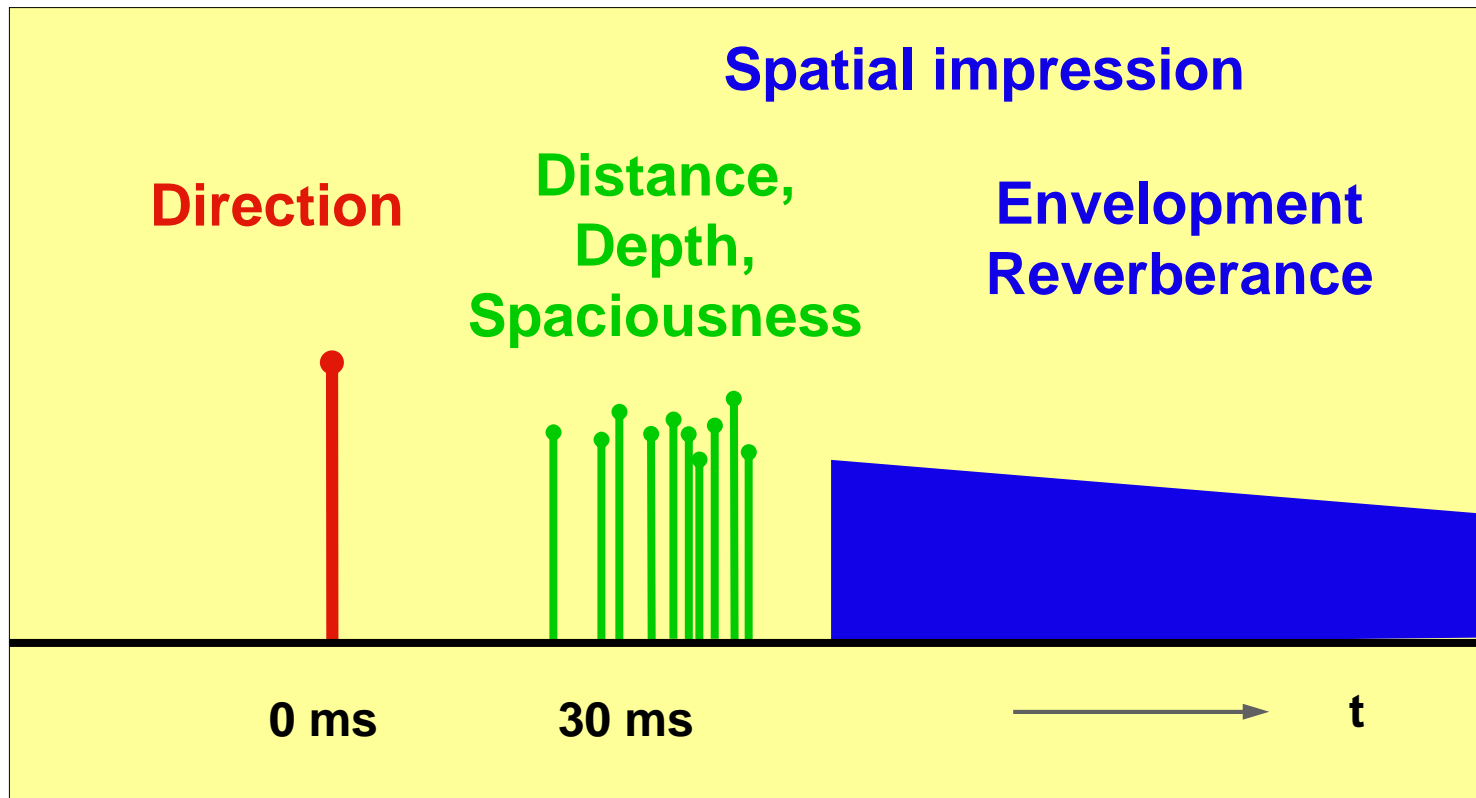 Spatial impression
Direction
Distance,
Depth,
Spaciousness
Envelopment
Reverberance
0 ms
30 ms
t